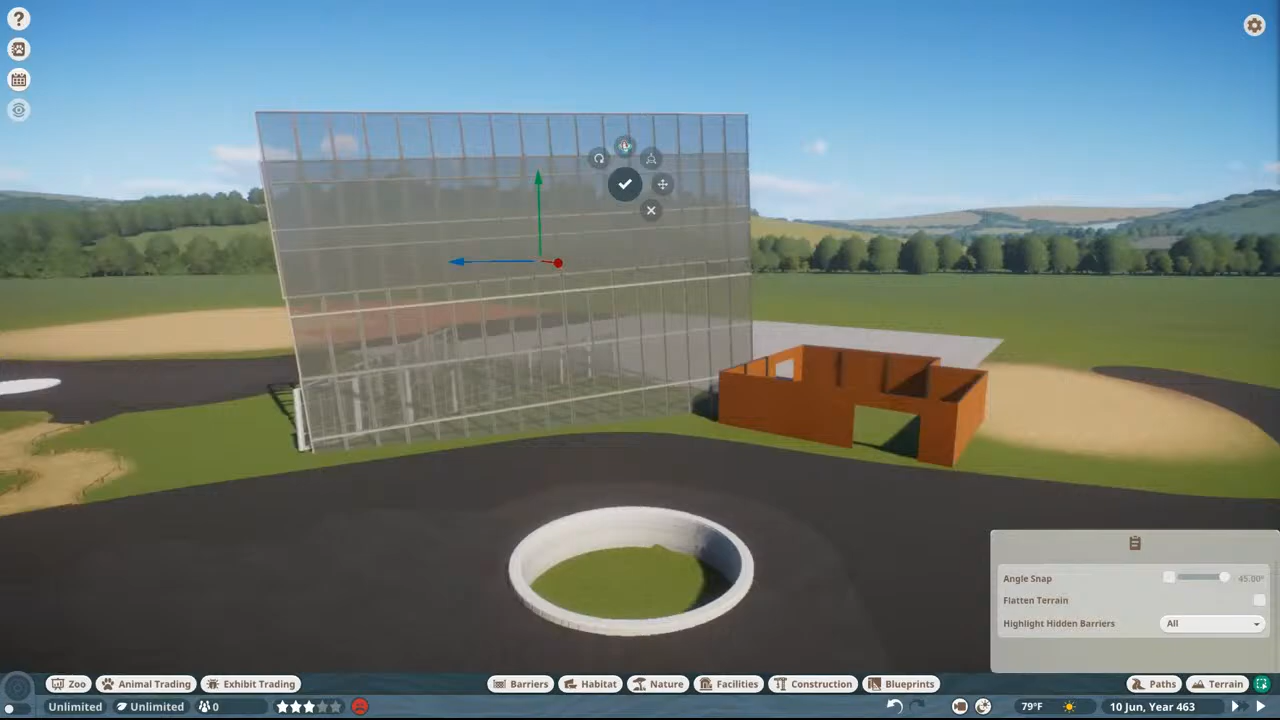 ?
Angle Snap 45.00°
Flatten Terrain
Highlight Hidden Barriers All
Zoo Animal Trading Exhibit Trading Barriers Habitat Nature Facilities Construction Blueprints Paths Terrain
Unlimited Unlimited 0 79°F 10 Jun, Year 463